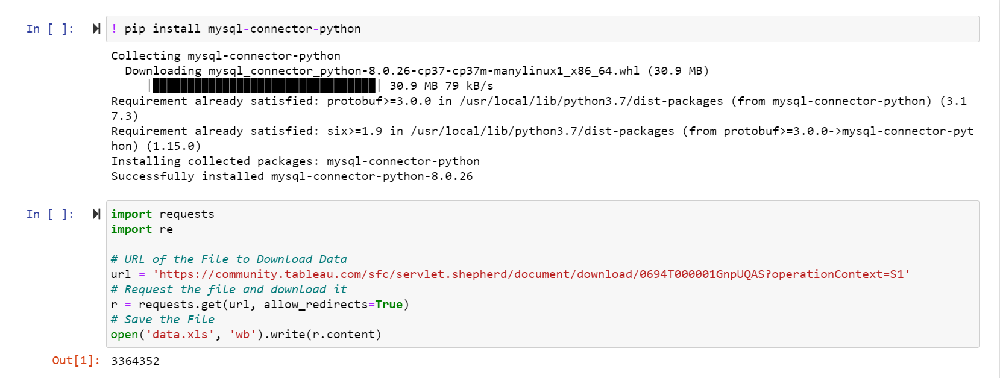 In [ ]: ! pip install mysql-connector-python
Collecting mysql-connector-python
  Downloading mysql_connector_python-8.0.26-cp37-cp37m-manylinux1_x86_64.whl (30.9 MB)
     |████████████████████████████████| 30.9 MB 79 kB/s
Requirement already satisfied: protobuf>=3.0.0 in /usr/local/lib/python3.7/dist-packages (from mysql-connector-python) (3.1
7.3)
Requirement already satisfied: six>=1.9 in /usr/local/lib/python3.7/dist-packages (from protobuf>=3.0.0->mysql-connector-pyt
hon) (1.15.0)
Installing collected packages: mysql-connector-python
Successfully installed mysql-connector-python-8.0.26
In [ ]: import requests
import re
# URL of the File to Download Data
url = 'https://community.tableau.com/sfc/servlet.shepherd/document/download/0694T000001GnpUQAS?operationContext=S1'
# Request the file and download it
r = requests.get(url, allow_redirects=True)
# Save the File
open('data.xls', 'wb').write(r.content)
Out[1]: 3364352